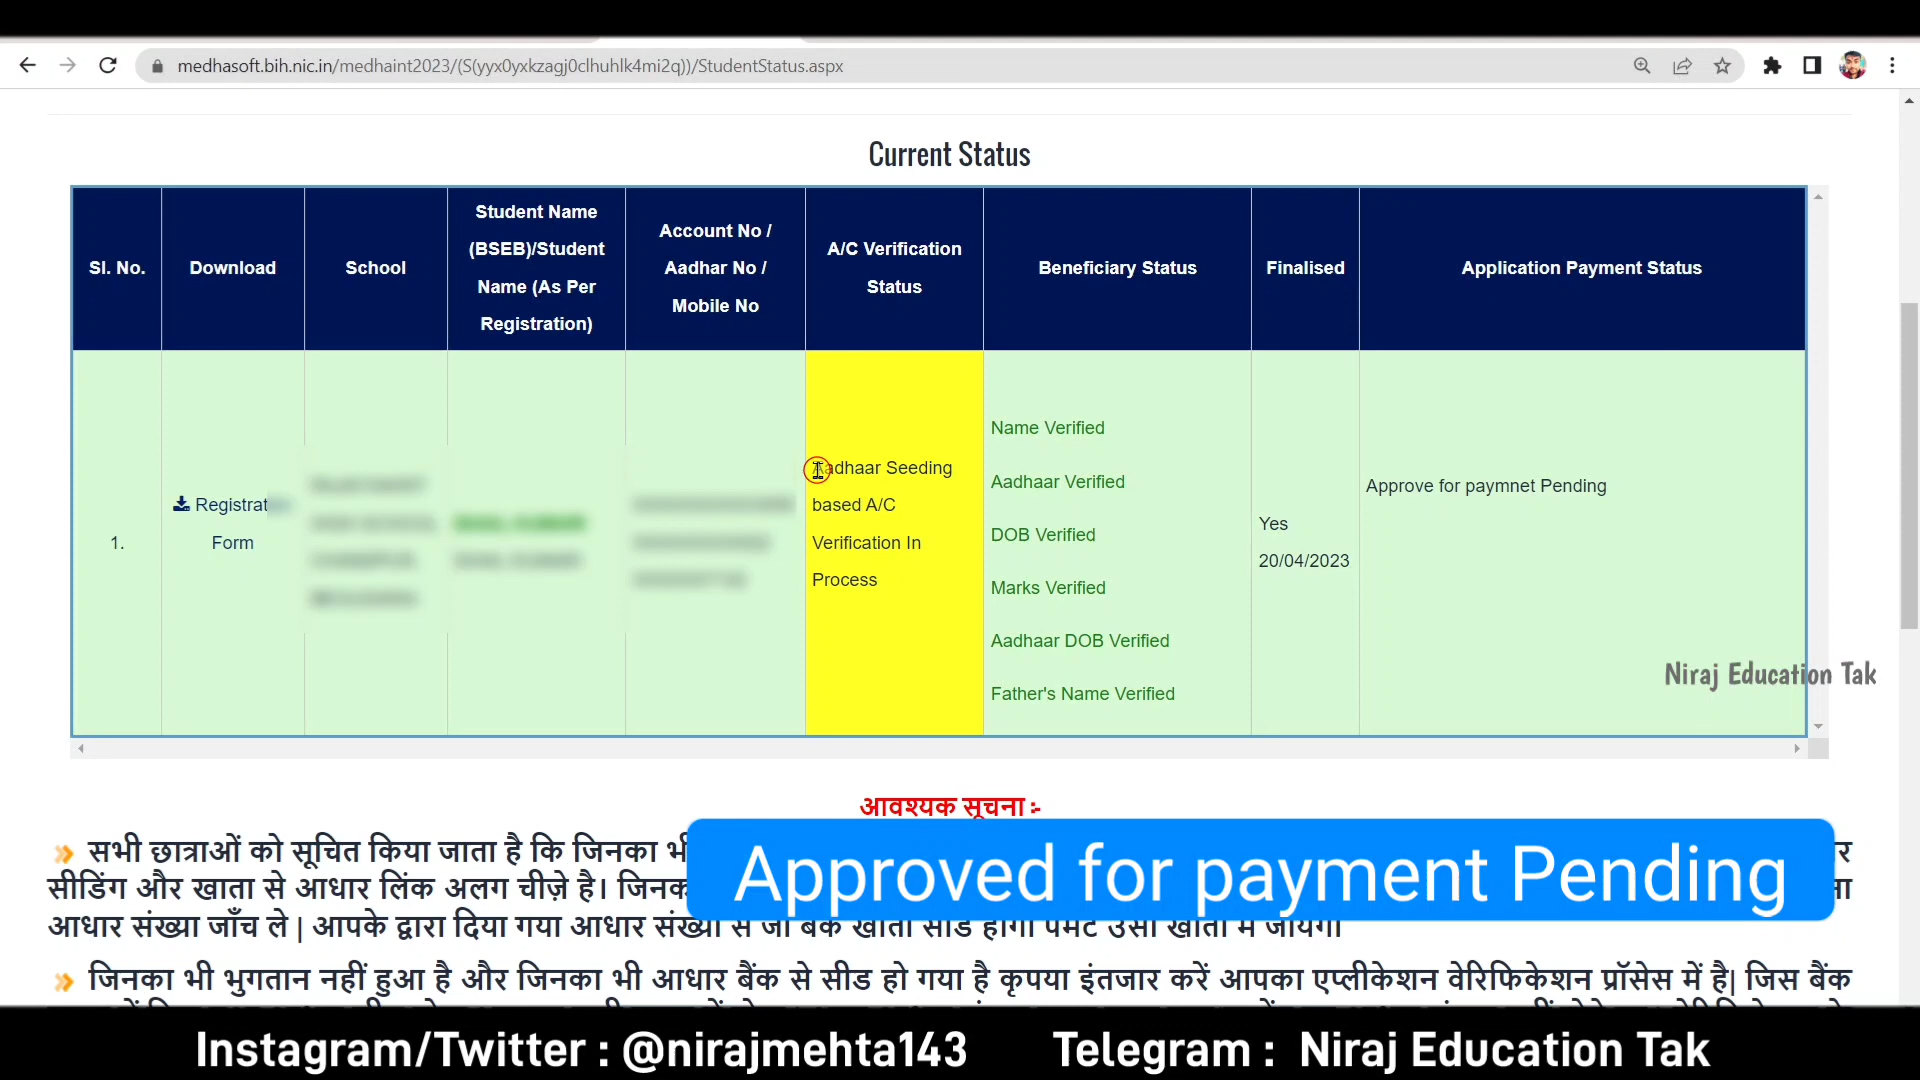 medhasoft.bih.nic.in/medhaint2023/(S(yyx0yxkzagj0clhuhlk4mi2q))/StudentStatus.aspx
Current Status
Sl. No.
Download
School
Student Name
(BSEB)/Student
Name (As Per
Registration)
Account No /
Aadhar No /
Mobile No
A/C Verification
Status
Beneficiary Status
Finalised
Application Payment Status
1.
Registrat
Form
Aadhaar Seeding
based A/C
Verification In
Process
Name Verified
Aadhaar Verified
DOB Verified
Marks Verified
Aadhaar DOB Verified
Father's Name Verified
Yes
20/04/2023
Approve for paymnet Pending
Niraj Education Tak
आवश्यक सूचना :-
सभी छात्राओं को सूचित किया जाता है कि जिनका भी
सीडिंग और खाता से आधार लिंक अलग चीज़े है। जिनक
Approved for payment Pending
आधार संख्या जाँच ले | आपके द्वारा दिया गया आधार संख्या से जो बैंक खाता सीड होगा
जिनका भी भुगतान नहीं हुआ है और जिनका भी आधार बैंक से सीड हो गया है कृपया इंतजार करें आपका एप्लीकेशन वेरिफिकेशन प्रॉसेस में है| जिस बैंक
Instagram/Twitter : @nirajmehta143
Telegram : Niraj Education Tak